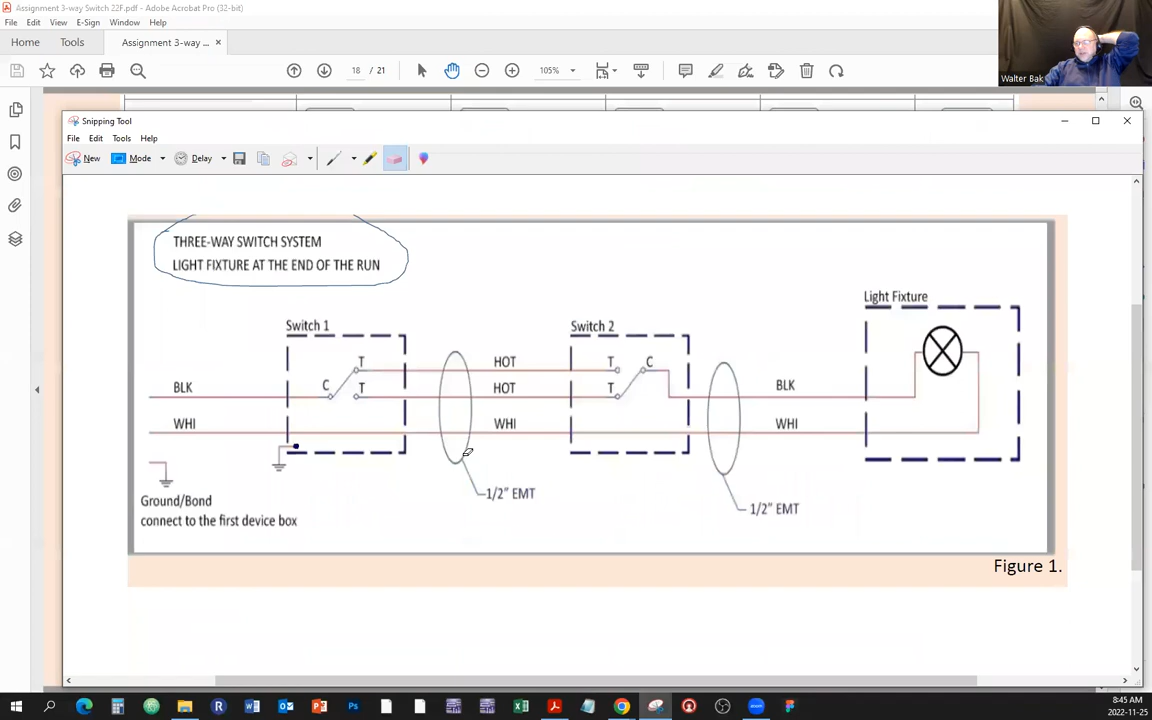 Assignment 3-way Switch 22F.pdf - Adobe Acrobat Pro (32-bit)
File Edit View E-Sign Window Help
Home Tools Assignment 3-way ... ×
18 / 21 105%
Walter Bak
Snipping Tool
File Edit Tools Help
New Mode Delay
THREE-WAY SWITCH SYSTEM
LIGHT FIXTURE AT THE END OF THE RUN
Light Fixture
Switch 1 Switch 2
T HOT T C
BLK C T HOT T BLK
WHI WHI WHI
1/2" EMT
Ground/Bond
1/2" EMT
connect to the first device box
Figure 1.
8:45 AM
2022-11-25